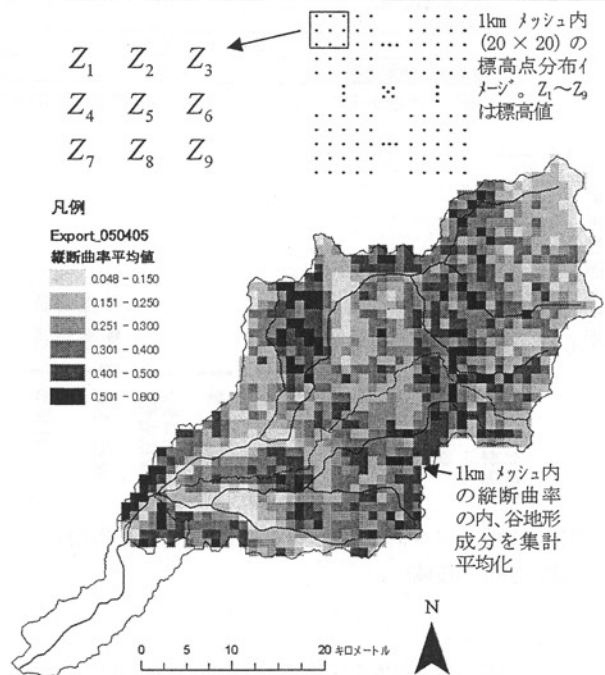 Z1 Z2 Z3
Z4 Z5 Z6
Z7 Z8 Z9
1km メッシュ内
(20 × 20) の
標高点分布イ
メージ。Z1~Z9
は標高値
凡例
Export_050405
縦断曲率平均値
0.048 - 0.150
0.151 - 0.250
0.251 - 0.300
0.301 - 0.400
0.401 - 0.500
0.501 - 0.800
1km メッシュ内
の縦断曲率
の内、谷地形
成分を集計
平均化
N
0 5 10 20 キロメートル